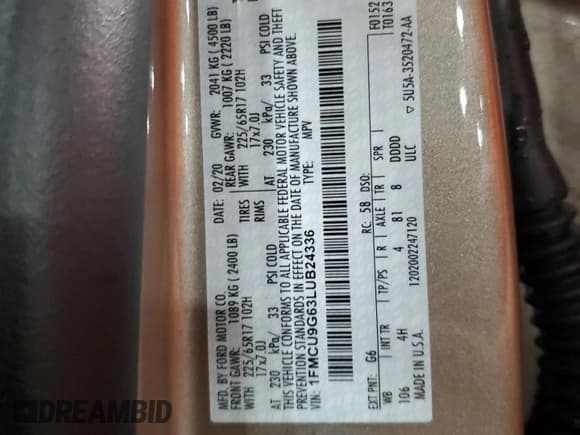 MFD. BY FORD MOTOR CO.
DATE: 02/20 GVWR: 2041 KG ( 4500 LB)
FRONT GAWR: 1089 KG ( 2400 LB) REAR GAWR: 1007 KG ( 2220 LB)
WITH 225/65R17 102H TIRES WITH 225/65R17 102H
17x7.0J RIMS 17x7.0J
AT 230 kPa/ 33 PSI COLD AT 230 kPa/ 33 PSI COLD
THIS VEHICLE CONFORMS TO ALL APPLICABLE FEDERAL MOTOR VEHICLE SAFETY AND THEFT
PREVENTION STANDARDS IN EFFECT ON THE DATE OF MANUFACTURE SHOWN ABOVE.
VIN: 1FMCU9G63LUB24336 TYPE: MPV
F0152
T0163
EXT PNT: G6 RC: 58 DSO:
WB INT TR TP/PS R AXLE TR SPR
106 4H 4 81 8 DDDD
MADE IN U.S.A. 1202002247120 ULC
▽ 5U5A-3520472-AA
DREAMBID